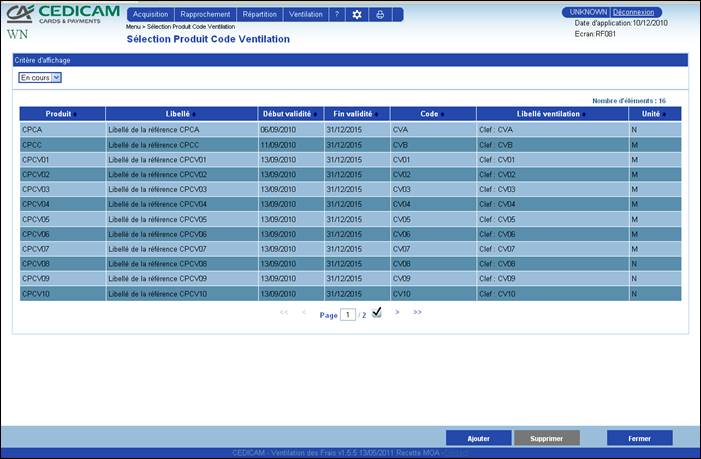 CEDICAM
CARDS & PAYMENTS
WN
Acquisition Rapprochement Répartition Ventilation ?
UNKNOWN Déconnexion
Menu > Sélection Produit Code Ventilation
Date d'application:10/12/2010
Sélection Produit Code Ventilation
Ecran:RF081
Critère d'affichage
En cours
Nombre d'éléments : 16
Produit Libellé Début validité Fin validité Code Libellé ventilation Unité
CPCA Libellé de la référence CPCA 06/09/2010 31/12/2015 CVA Clef : CVA N
CPCC Libellé de la référence CPCC 11/09/2010 31/12/2015 CVB Clef : CVB M
CPCV01 Libellé de la référence CPCV01 13/09/2010 31/12/2015 CV01 Clef : CV01 M
CPCV02 Libellé de la référence CPCV02 13/09/2010 31/12/2015 CV02 Clef : CV02 M
CPCV03 Libellé de la référence CPCV03 13/09/2010 31/12/2015 CV03 Clef : CV03 M
CPCV04 Libellé de la référence CPCV04 13/09/2010 31/12/2015 CV04 Clef : CV04 M
CPCV05 Libellé de la référence CPCV05 13/09/2010 31/12/2015 CV05 Clef : CV05 M
CPCV06 Libellé de la référence CPCV06 13/09/2010 31/12/2015 CV06 Clef : CV06 M
CPCV07 Libellé de la référence CPCV07 13/09/2010 31/12/2015 CV07 Clef : CV07 M
CPCV08 Libellé de la référence CPCV08 13/09/2010 31/12/2015 CV08 Clef : CV08 N
CPCV09 Libellé de la référence CPCV09 13/09/2010 31/12/2015 CV09 Clef : CV09 N
CPCV10 Libellé de la référence CPCV10 13/09/2010 31/12/2015 CV10 Clef : CV10 N
<< < Page 1 / 2 > >>
Ajouter Supprimer Fermer
CEDICAM - Ventilation des Frais v1.5.5 13/05/2011 Recette MOA -